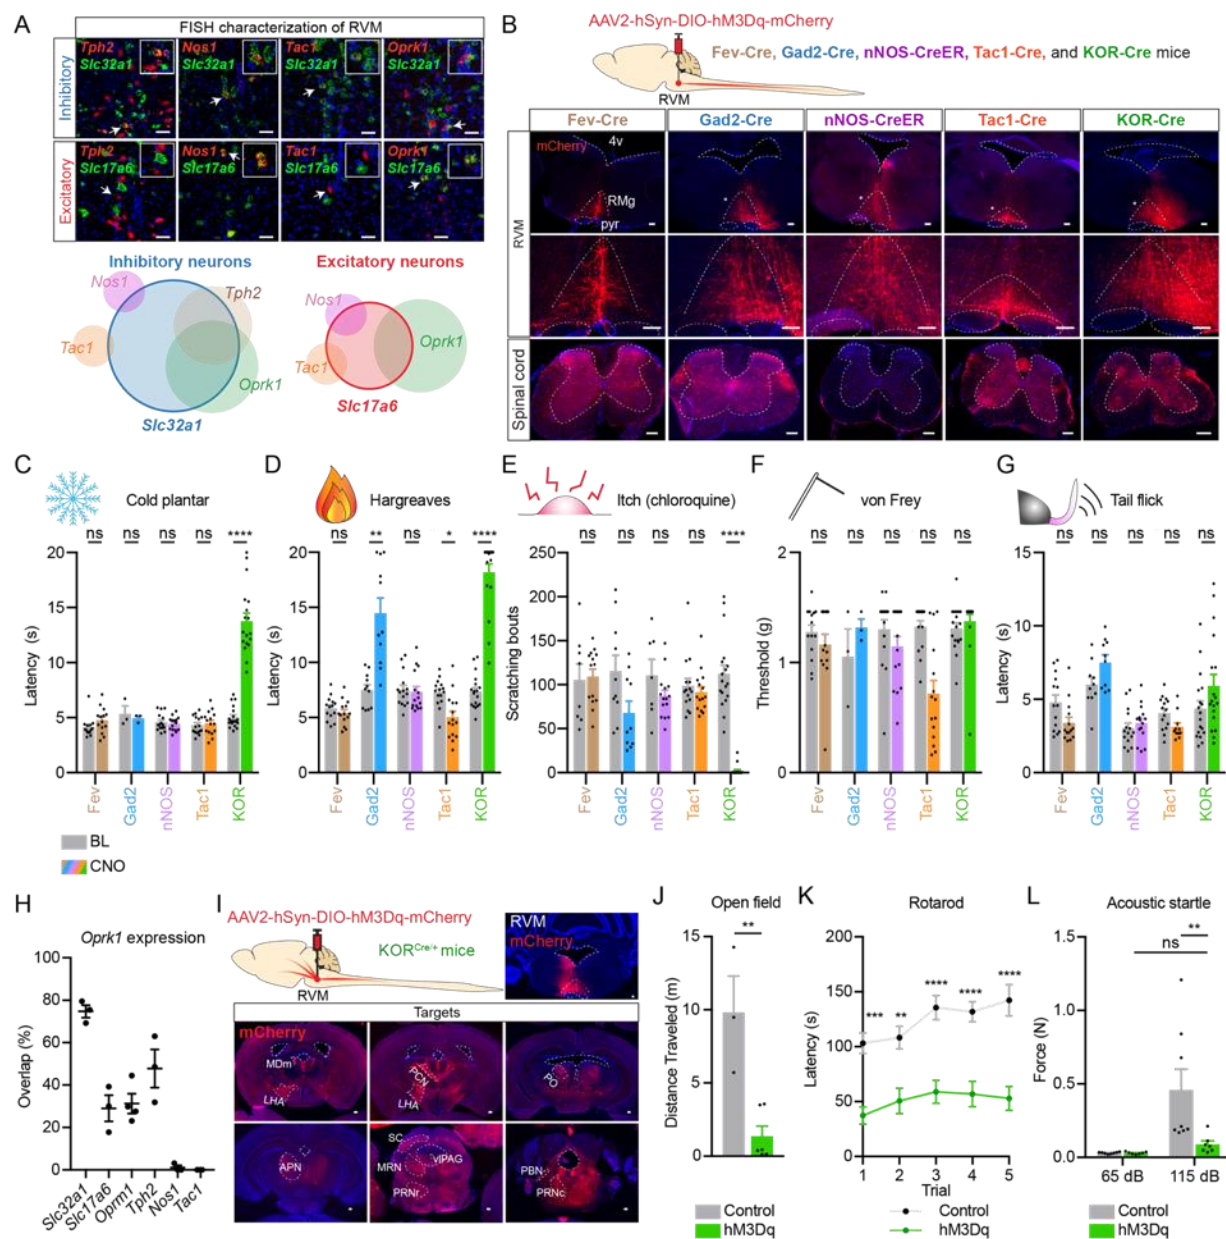 A
FISH characterization of RVM
Inhibitory
Tph2
Slc32a1
Nos1
Slc32a1
Tac1
Slc32a1
Oprk1
Slc32a1
Excitatory
Tph2
Slc17a6
Nos1
Slc17a6
Tac1
Slc17a6
Oprk1
Slc17a6
Inhibitory neurons
Nos1
Tph2
Tac1
Oprk1
Slc32a1
Excitatory neurons
Nos1
Oprk1
Tac1
Slc17a6
B
AAV2-hSyn-DIO-hM3Dq-mCherry
Fev-Cre, Gad2-Cre, nNOS-CreER, Tac1-Cre, and KOR-Cre mice
RVM
Fev-Cre
Gad2-Cre
nNOS-CreER
Tac1-Cre
KOR-Cre
mCherry
4v
RMg
pyr
* * * *
RVM
Spinal cord
C
Cold plantar
ns ns ns ns ****
Latency (s)
20
15
10
5
0
Fev Gad2 nNOS Tac1 KOR
BL
CNO
D
Hargreaves
ns ** ns * ****
Latency (s)
20
15
10
5
0
Fev Gad2 nNOS Tac1 KOR
E
Itch (chloroquine)
ns ns ns ns ****
Scratching bouts
250
200
150
100
50
0
Fev Gad2 nNOS Tac1 KOR
F
von Frey
ns ns ns ns ns
Threshold (g)
2
1
0
Fev Gad2 nNOS Tac1 KOR
G
Tail flick
ns ns ns ns ns
Latency (s)
15
10
5
0
Fev Gad2 nNOS Tac1 KOR
H
Oprk1 expression
Overlap (%)
100
80
60
40
20
0
Slc32a1 Slc17a6 Oprm1 Tph2 Nos1 Tac1
I
AAV2-hSyn-DIO-hM3Dq-mCherry
KORCre/+ mice
RVM
RVM
mCherry
Targets
mCherry
MDm
LHA
PCN
LHA
PO
APN
SC
vlPAG
MRN
PRNr
PBN
PRNc
J
Open field
**
Distance Traveled (m)
15
10
5
0
Control
hM3Dq
K
Rotarod
*** ** **** **** ****
Latency (s)
200
150
100
50
0
1 2 3 4 5
Trial
Control
hM3Dq
L
Acoustic startle
**
ns
Force (N)
1.5
1.0
0.5
0.0
65 dB 115 dB
Control
hM3Dq